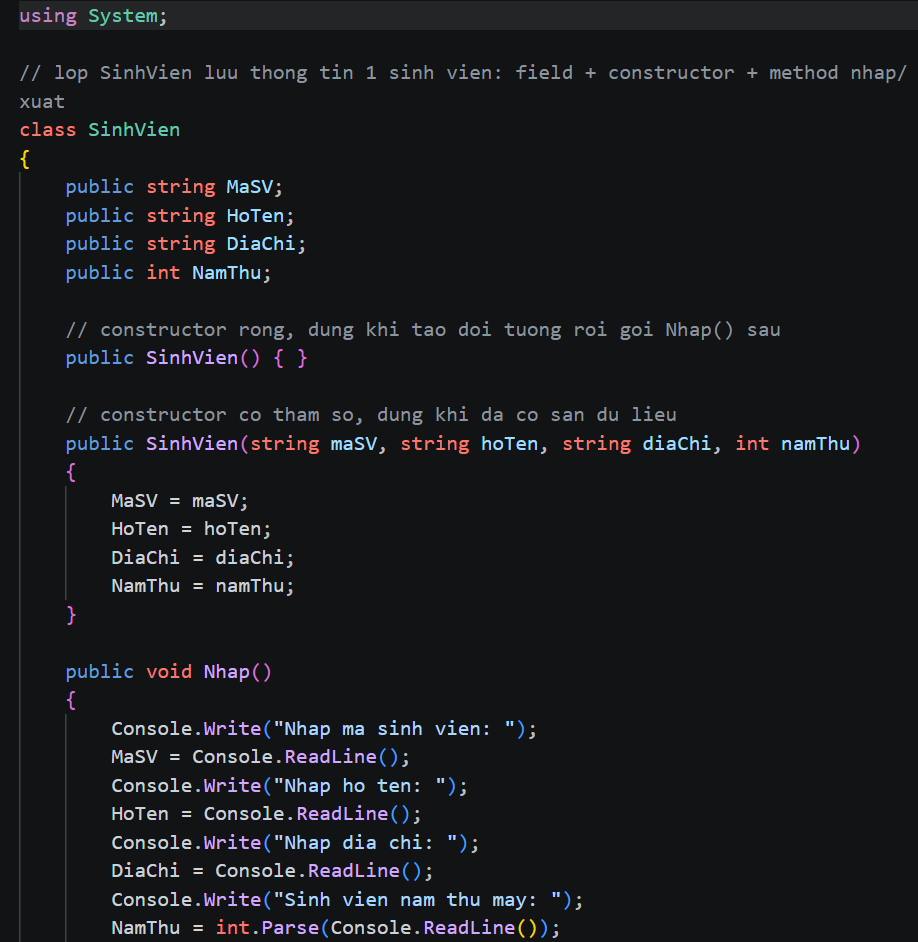 using System;
// lop SinhVien luu thong tin 1 sinh vien: field + constructor + method nhap/
xuat
class SinhVien
{
    public string MaSV;
    public string HoTen;
    public string DiaChi;
    public int NamThu;
    // constructor rong, dung khi tao doi tuong roi goi Nhap() sau
    public SinhVien() { }
    // constructor co tham so, dung khi da co san du lieu
    public SinhVien(string maSV, string hoTen, string diaChi, int namThu)
    {
        MaSV = maSV;
        HoTen = hoTen;
        DiaChi = diaChi;
        NamThu = namThu;
    }
    public void Nhap()
    {
        Console.Write("Nhap ma sinh vien: ");
        MaSV = Console.ReadLine();
        Console.Write("Nhap ho ten: ");
        HoTen = Console.ReadLine();
        Console.Write("Nhap dia chi: ");
        DiaChi = Console.ReadLine();
        Console.Write("Sinh vien nam thu may: ");
        NamThu = int.Parse(Console.ReadLine());